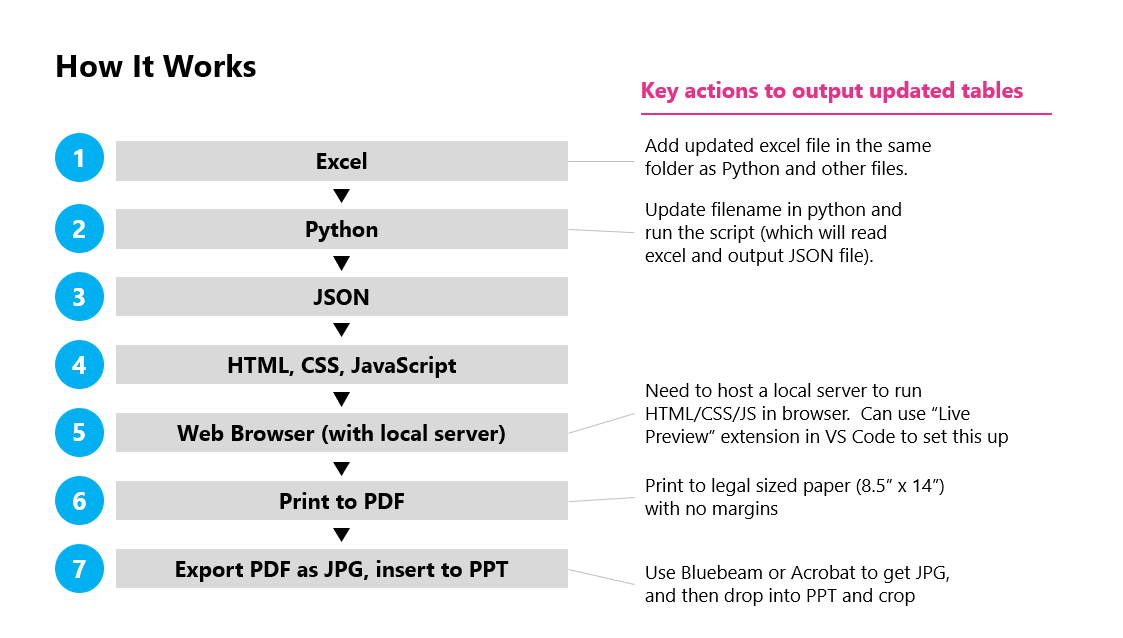 How It Works
Key actions to output updated tables
1
Excel
Add updated excel file in the same
folder as Python and other files.
2
Python
Update filename in python and
run the script (which will read
excel and output JSON file).
3
JSON
4
HTML, CSS, JavaScript
5
Web Browser (with local server)
Need to host a local server to run
HTML/CSS/JS in browser.  Can use “Live
Preview” extension in VS Code to set this up
6
Print to PDF
Print to legal sized paper (8.5” x 14”)
with no margins
7
Export PDF as JPG, insert to PPT
Use Bluebeam or Acrobat to get JPG,
and then drop into PPT and crop